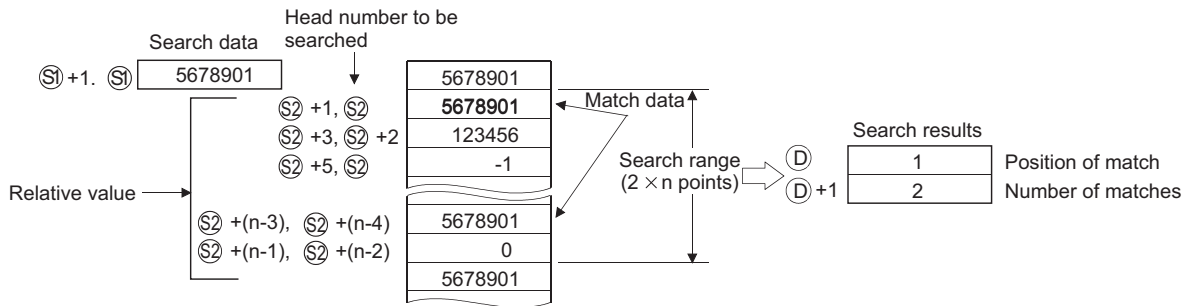 Head number to be
searched
Search data
S1 +1. S1 5678901
5678901
S2 +1, S2 5678901
Match data
S2 +3, S2 +2 123456
S2 +5, S2 -1
Relative value
Search range
(2 ×n points)
S2 +(n-3), S2 +(n-4) 5678901
S2 +(n-1), S2 +(n-2) 0
5678901
Search results
D 1 Position of match
D +1 2 Number of matches